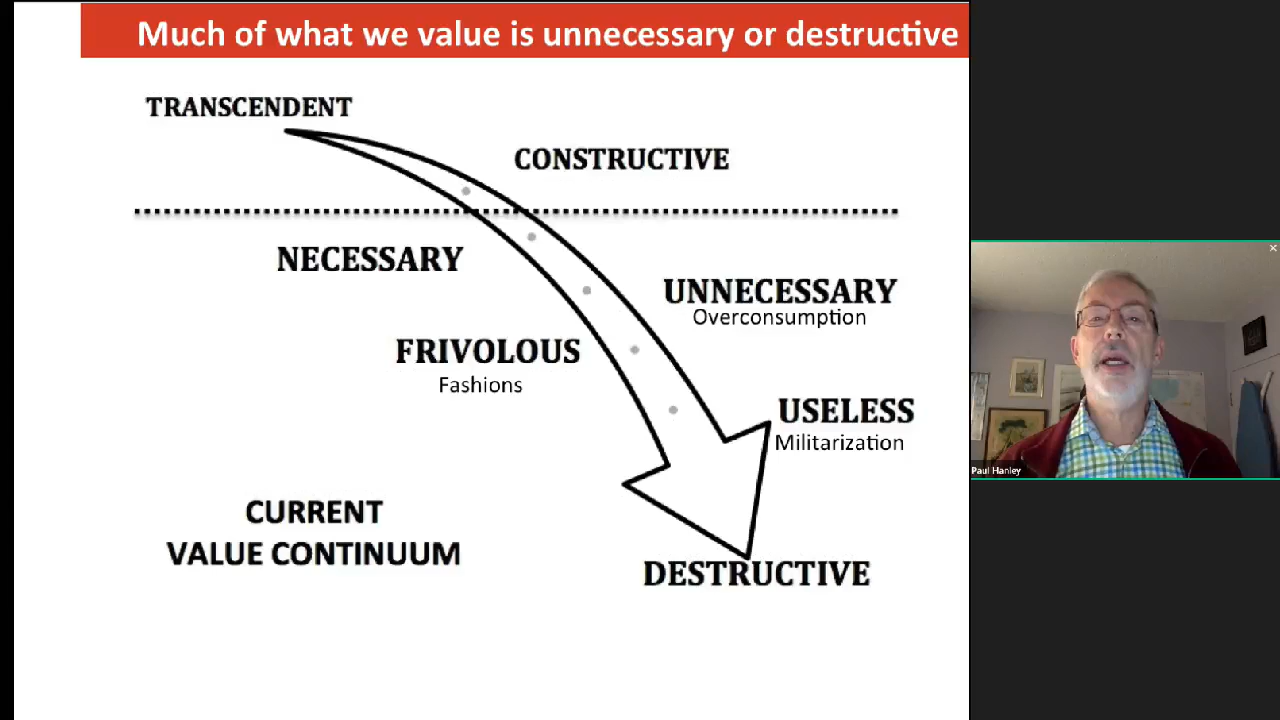 Much of what we value is unnecessary or destructive
TRANSCENDENT
CONSTRUCTIVE
NECESSARY
UNNECESSARY
Overconsumption
FRIVOLOUS
Fashions
USELESS
Militarization
CURRENT
VALUE CONTINUUM
DESTRUCTIVE
Paul Hanley